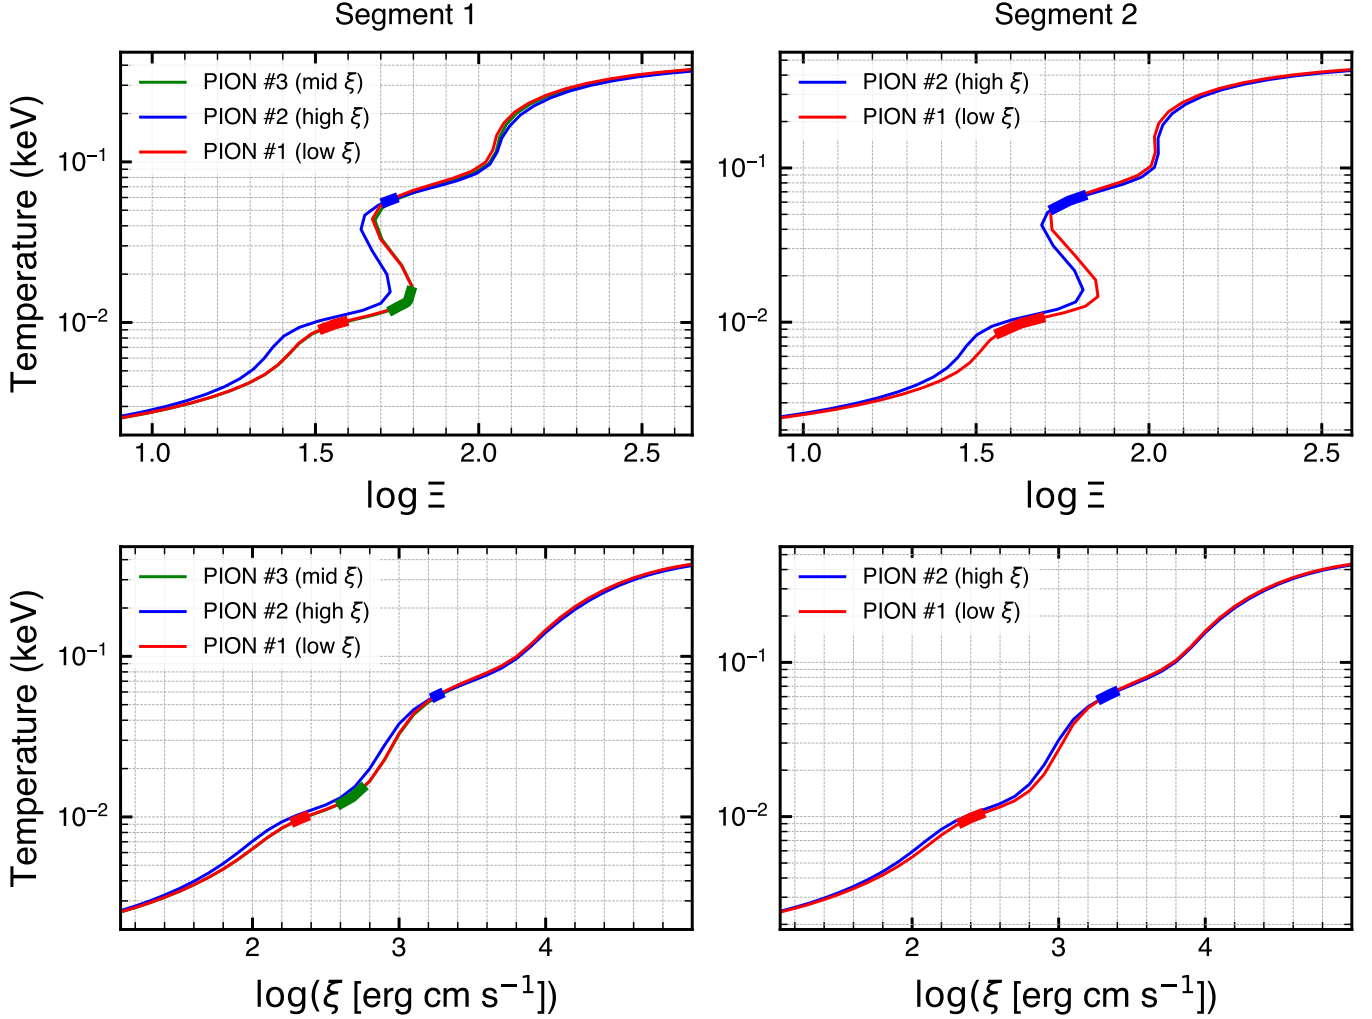 Segment 1
Segment 2
Temperature (keV)
10⁻¹
10⁻²
PION #3 (mid ξ)
PION #2 (high ξ)
PION #1 (low ξ)
1.0 1.5 2.0 2.5
log Ξ
10⁻¹
10⁻²
PION #2 (high ξ)
PION #1 (low ξ)
1.0 1.5 2.0 2.5
log Ξ
Temperature (keV)
10⁻¹
10⁻²
PION #3 (mid ξ)
PION #2 (high ξ)
PION #1 (low ξ)
2 3 4
log(ξ [erg cm s⁻¹])
10⁻¹
10⁻²
PION #2 (high ξ)
PION #1 (low ξ)
2 3 4
log(ξ [erg cm s⁻¹])